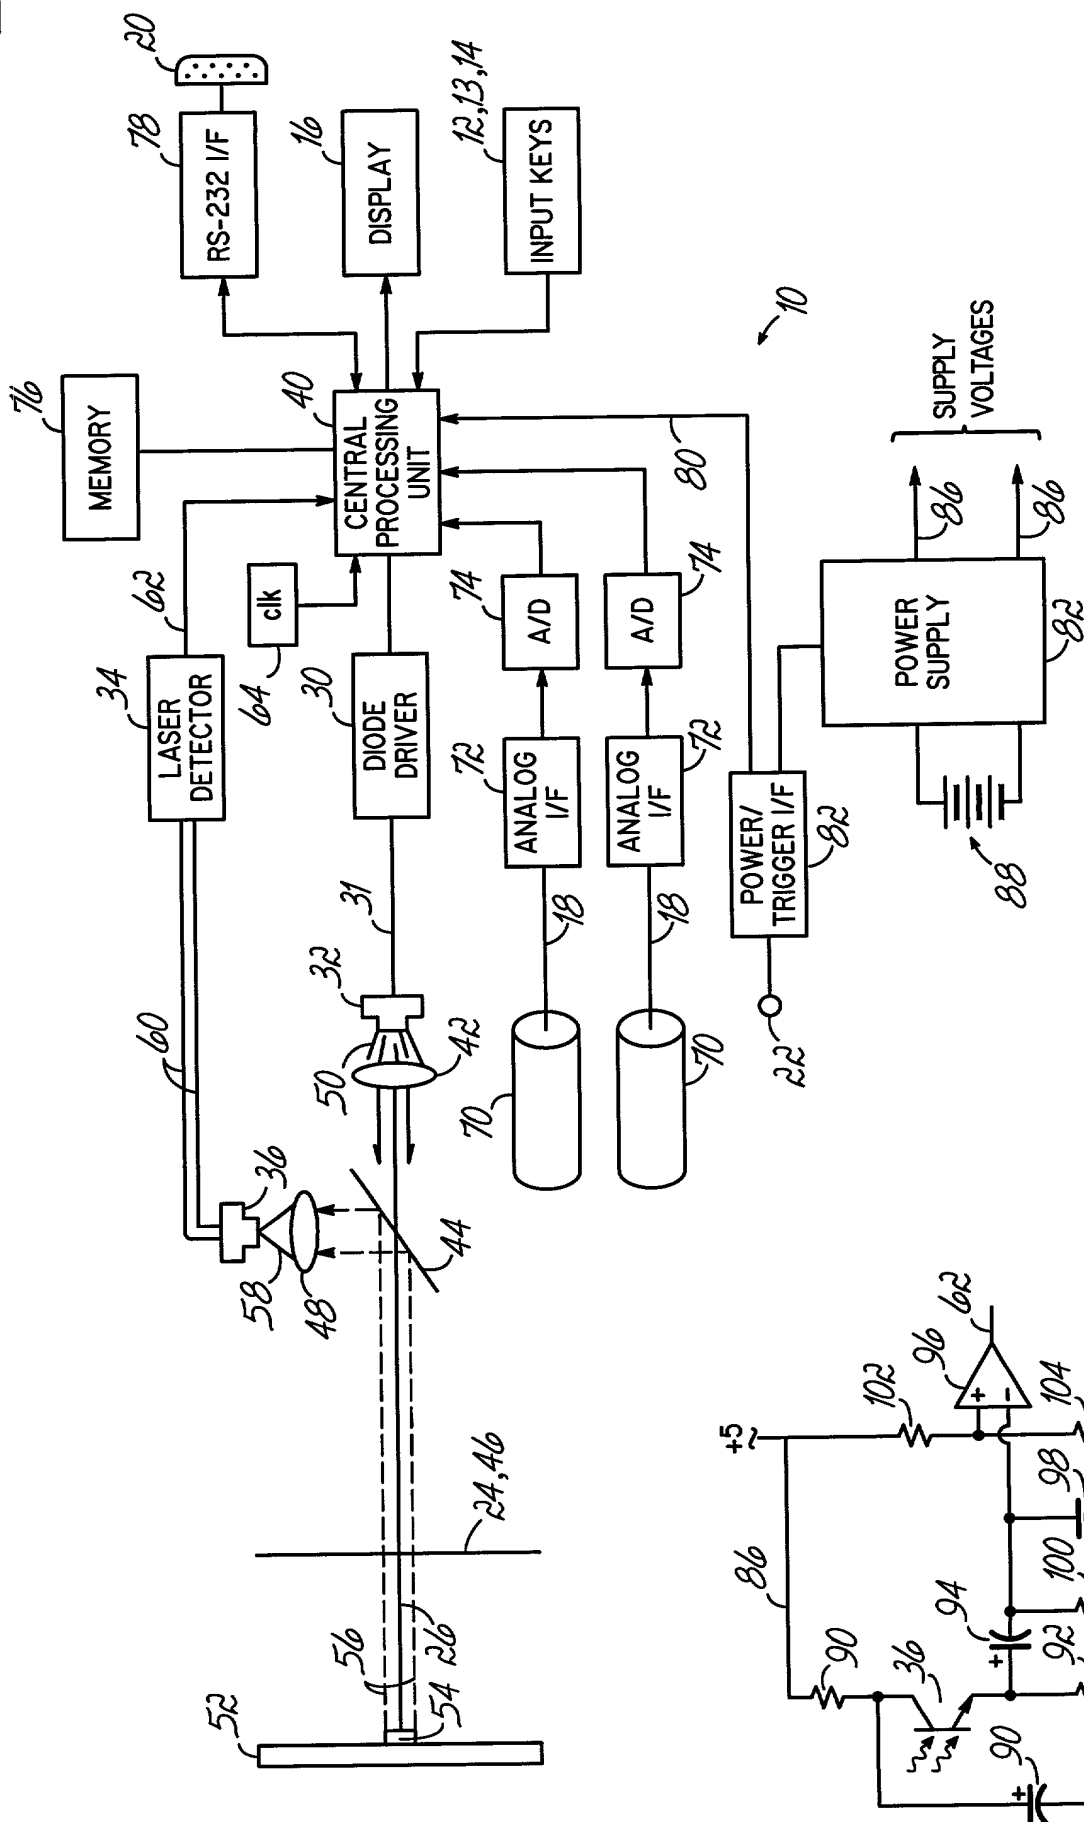 20
78
RS-232 I/F
16
DISPLAY
12,13,14
INPUT KEYS
76
MEMORY
40
CENTRAL
PROCESSING
UNIT
10
80
62
34
LASER
DETECTOR
64
clk
30
DIODE
DRIVER
31
74
A/D
74
A/D
72
ANALOG
I/F
72
ANALOG
I/F
18
18
70
70
SUPPLY
VOLTAGES
86
86
POWER
SUPPLY
82
88
POWER/
TRIGGER I/F
82
22
60
36
58
48
32
50
42
44
24,46
56
26
54
52
+5
~
86
102
96
+
−
62
104
98
100
94
+
92
90
36
90
+